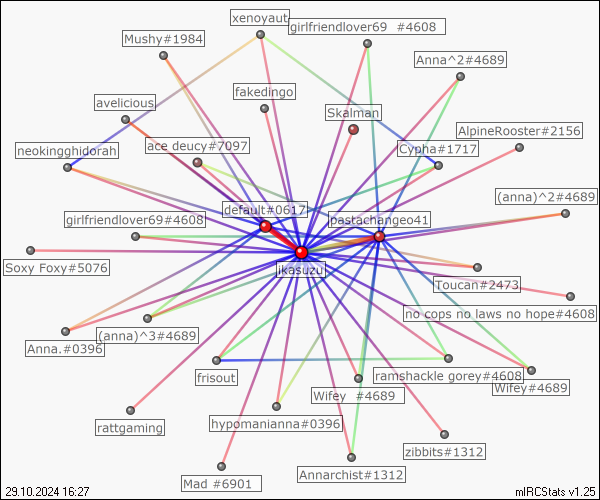 xenoyaut
girlfriendlover69  #4608
Mushy#1984
Anna^2#4689
fakedingo
avelicious
Skalman
AlpineRooster#2156
neokingghidorah
ace deucy#7097
Cypha#1717
(anna)^2#4689
default#0617
pastachangeo41
girlfriendlover69#4608
Soxy Foxy#5076
jkasuzu
Toucan#2473
no cops no laws no hope#4608
(anna)^3#4689
Anna.#0396
frisout
ramshackle gorey#4608
Wifey#4689
Wifey  #4689
rattgaming
hypomanianna#0396
zibbits#1312
Mad #6901
Annarchist#1312
29.10.2024 16:27
mIRCStats v1.25